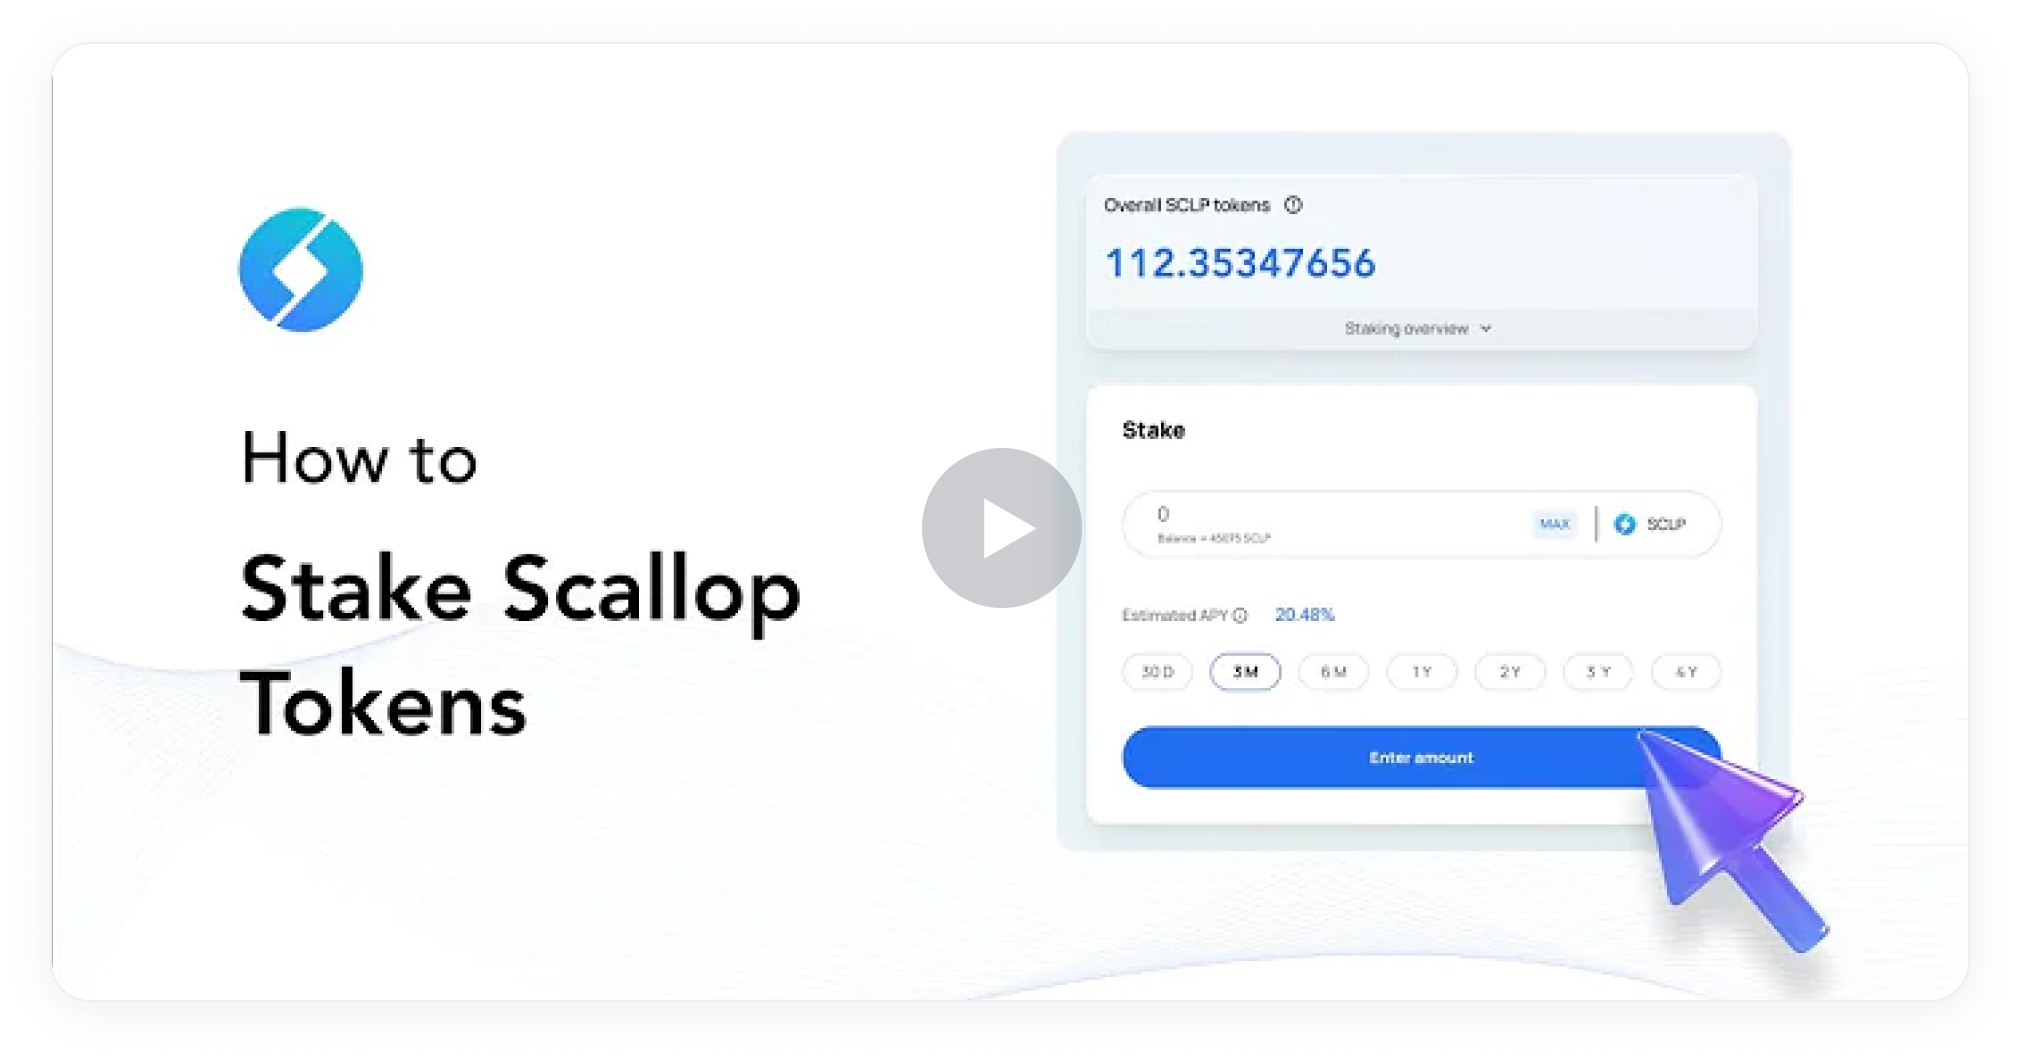 How to
Stake Scallop
Tokens
Overall SCLP tokens
112.35347656
Staking overview
Stake
0
MAX
SCLP
Balance = 45075 SCLP
Estimated APY 20.48%
30 D 3 M 6 M 1 Y 2 Y 3 Y 4 Y
Enter amount